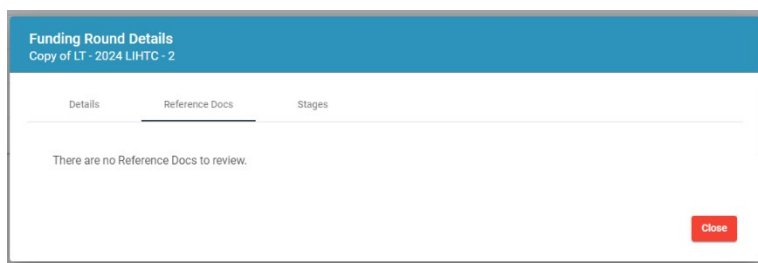 Funding Round Details
Copy of LT - 2024 LIHTC - 2
Details Reference Docs Stages
There are no Reference Docs to review.
Close